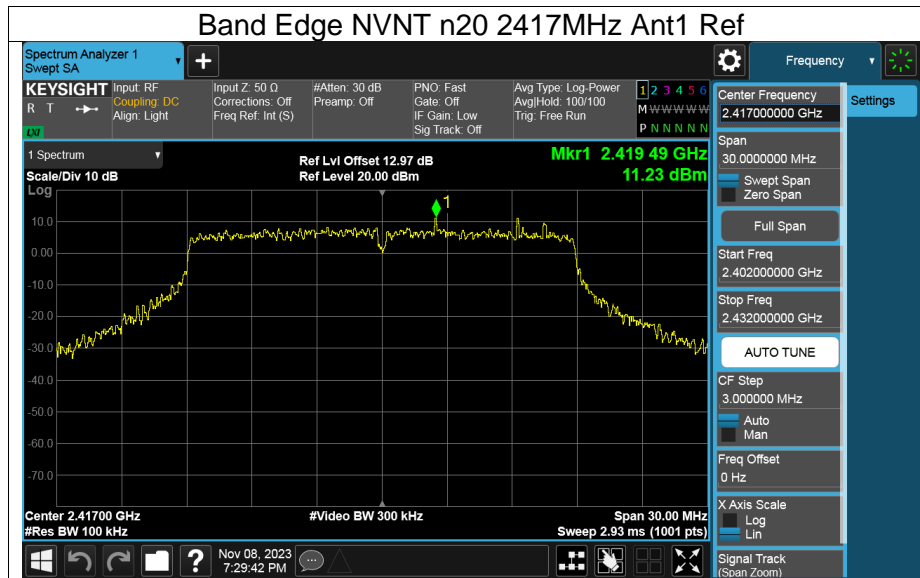 Band Edge NVNT n20 2417MHz Ant1 Ref
Spectrum Analyzer 1
Swept SA
+
Frequency
KEYSIGHT
R T
LXI
Input: RF
Coupling: DC
Align: Light
Input Z: 50 Ω
Corrections: Off
Freq Ref: Int (S)
#Atten: 30 dB
Preamp: Off
PNO: Fast
Gate: Off
IF Gain: Low
Sig Track: Off
Avg Type: Log-Power
Avg|Hold: 100/100
Trig: Free Run
1 2 3 4 5 6
M W W W W W
P N N N N N
1 Spectrum
Scale/Div 10 dB
Ref Lvl Offset 12.97 dB
Ref Level 20.00 dBm
Mkr1 2.419 49 GHz
11.23 dBm
Log
1
10.0
0.00
-10.0
-20.0
-30.0
-40.0
-50.0
-60.0
-70.0
Center 2.41700 GHz
#Res BW 100 kHz
#Video BW 300 kHz
Span 30.00 MHz
Sweep 2.93 ms (1001 pts)
Center Frequency
2.417000000 GHz
Settings
Span
30.0000000 MHz
Swept Span
Zero Span
Full Span
Start Freq
2.402000000 GHz
Stop Freq
2.432000000 GHz
AUTO TUNE
CF Step
3.000000 MHz
Auto
Man
Freq Offset
0 Hz
X Axis Scale
Log
Lin
Signal Track
(Span Zoom)
?
Nov 08, 2023
7:29:42 PM